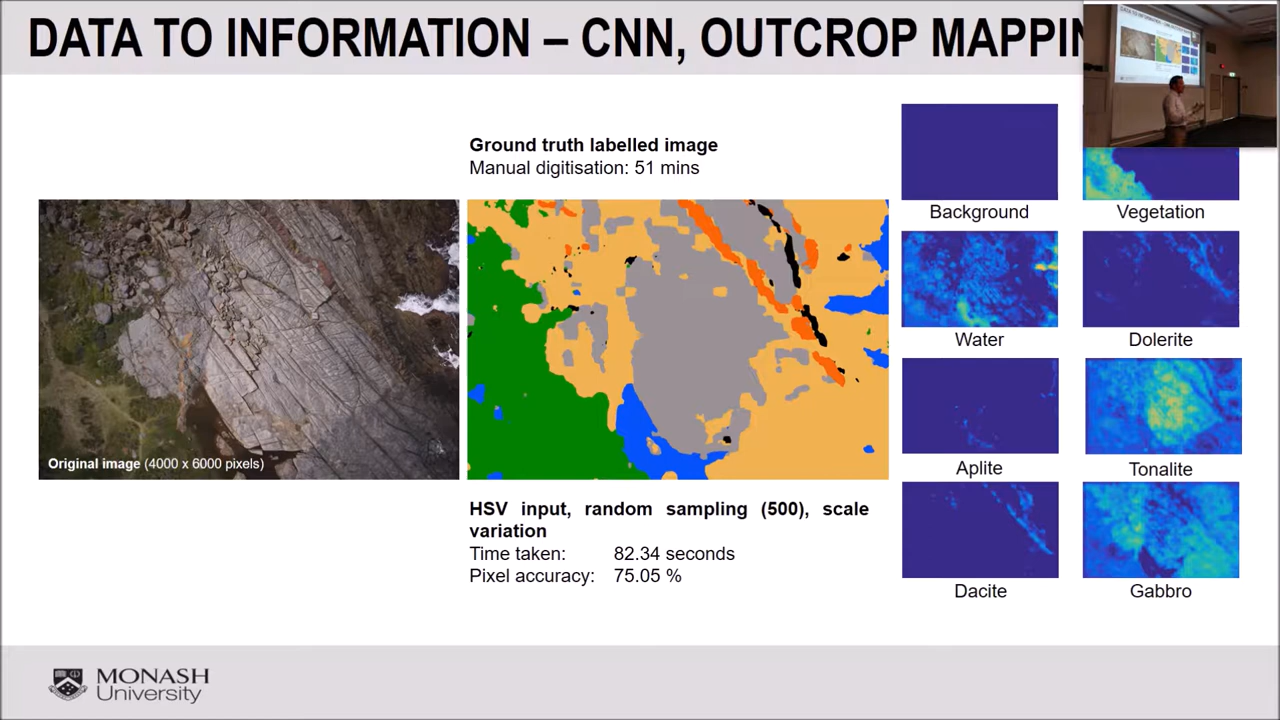 DATA TO INFORMATION – CNN, OUTCROP MAPPIN
Ground truth labelled image
Manual digitisation: 51 mins
Original image (4000 x 6000 pixels)
HSV input, random sampling (500), scale
variation
Time taken: 82.34 seconds
Pixel accuracy: 75.05 %
Background
Vegetation
Water
Dolerite
Aplite
Tonalite
Dacite
Gabbro
MONASH
University